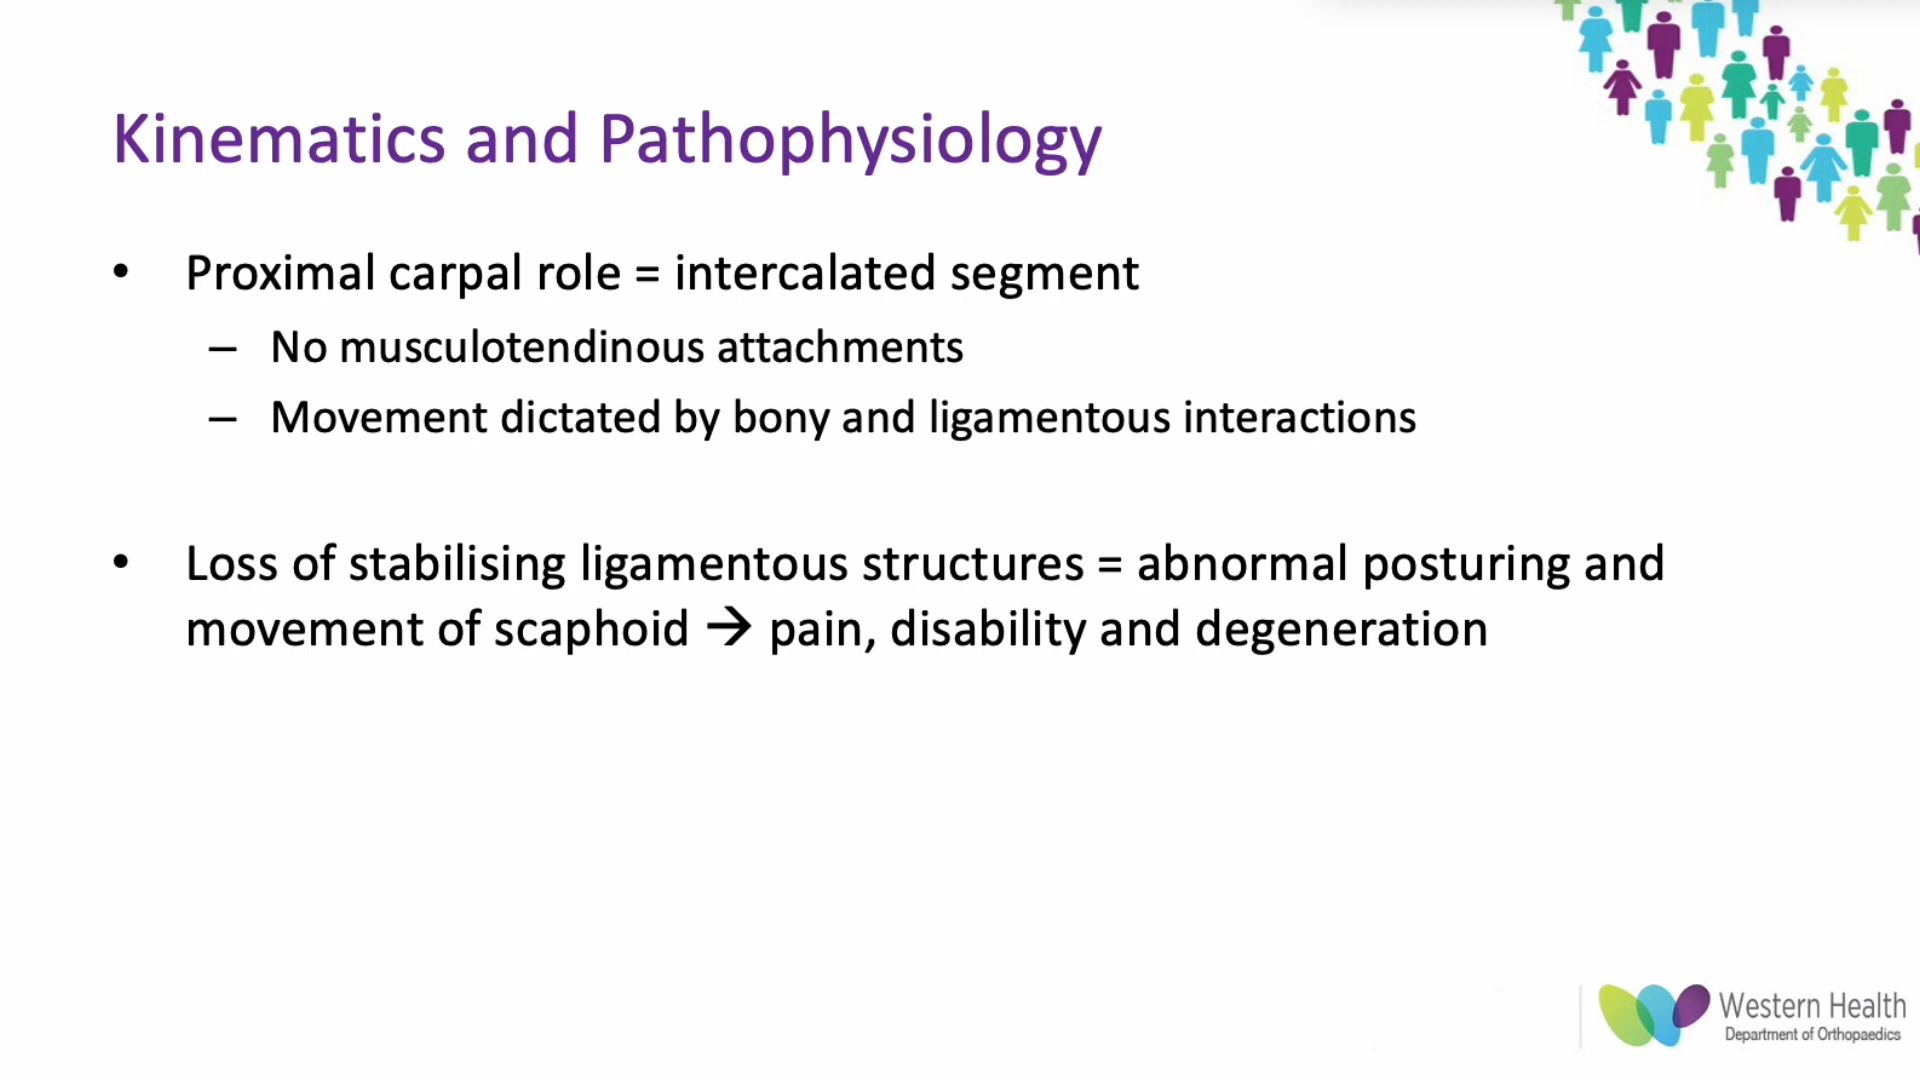 Kinematics and Pathophysiology
• Proximal carpal role = intercalated segment
– No musculotendinous attachments
– Movement dictated by bony and ligamentous interactions
• Loss of stabilising ligamentous structures = abnormal posturing and
movement of scaphoid → pain, disability and degeneration
Western Health
Department of Orthopaedics